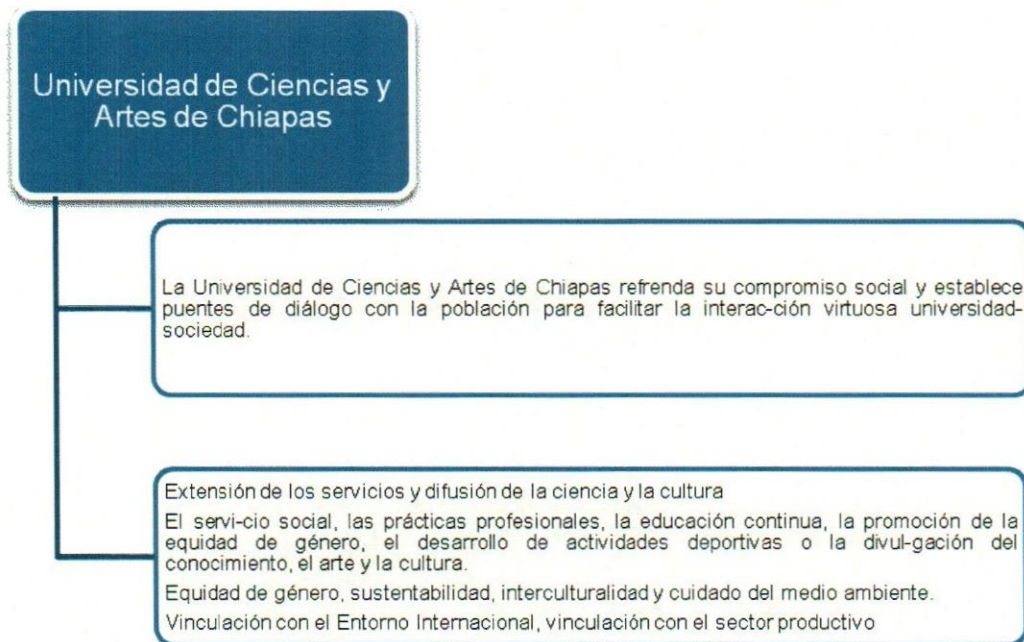 Universidad de Ciencias y
Artes de Chiapas
La Universidad de Ciencias y Artes de Chiapas refrenda su compromiso social y establece
puentes de diálogo con la población para facilitar la interac-ción virtuosa universidad-
sociedad.
Extensión de los servicios y difusión de la ciencia y la cultura
El servi-cio social, las prácticas profesionales, la educación continua, la promoción de la
equidad de género, el desarrollo de actividades deportivas o la divul-gación del
conocimiento, el arte y la cultura.
Equidad de género, sustentabilidad, interculturalidad y cuidado del medio ambiente.
Vinculación con el Entorno Internacional, vinculación con el sector productivo